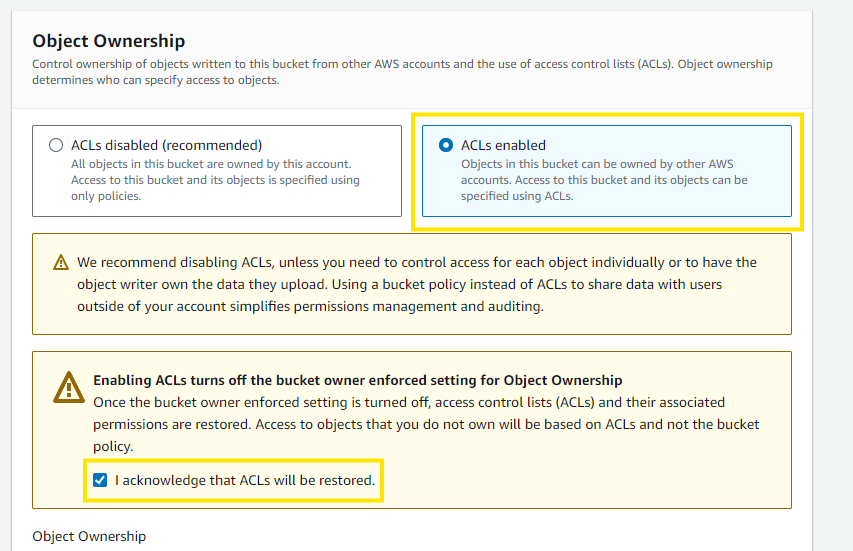 Object Ownership
Control ownership of objects written to this bucket from other AWS accounts and the use of access control lists (ACLs). Object ownership
determines who can specify access to objects.
ACLs disabled (recommended)
All objects in this bucket are owned by this account.
Access to this bucket and its objects is specified using
only policies.
ACLs enabled
Objects in this bucket can be owned by other AWS
accounts. Access to this bucket and its objects can be
specified using ACLs.
We recommend disabling ACLs, unless you need to control access for each object individually or to have the
object writer own the data they upload. Using a bucket policy instead of ACLs to share data with users
outside of your account simplifies permissions management and auditing.
Enabling ACLs turns off the bucket owner enforced setting for Object Ownership
Once the bucket owner enforced setting is turned off, access control lists (ACLs) and their associated
permissions are restored. Access to objects that you do not own will be based on ACLs and not the bucket
policy.
I acknowledge that ACLs will be restored.
Object Ownership